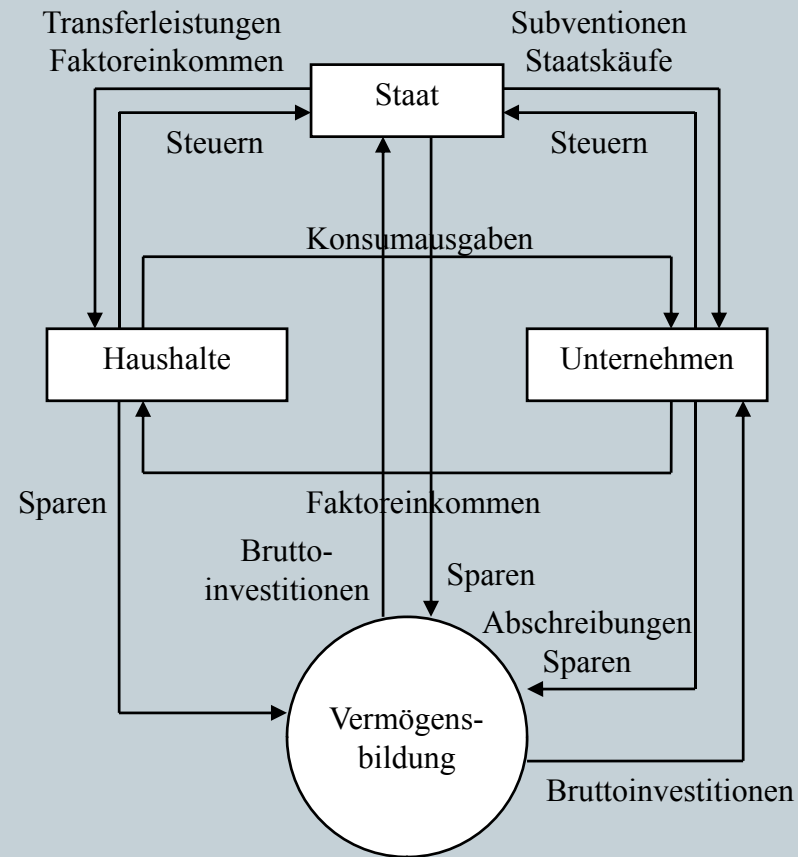 Transferleistungen
Faktoreinkommen
Subventionen
Staatskäufe
Staat
Steuern
Steuern
Konsumausgaben
Haushalte
Unternehmen
Sparen
Faktoreinkommen
Brutto-
investitionen
Sparen
Abschreibungen
Sparen
Vermögens-
bildung
Bruttoinvestitionen